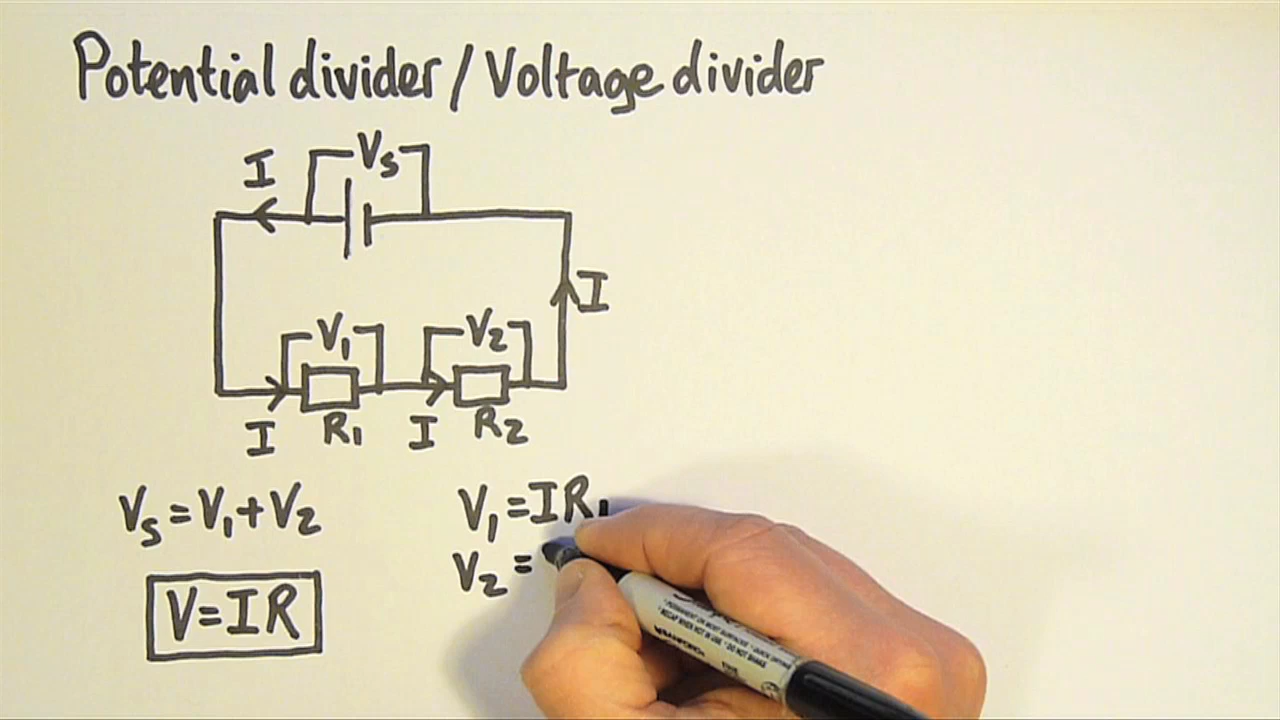 Potential divider / Voltage divider
I
Vs
I
V₁
V₂
I
R₁
I
R₂
Vs = V₁ + V₂
V₁ = IR₁
V₂ =
V = IR